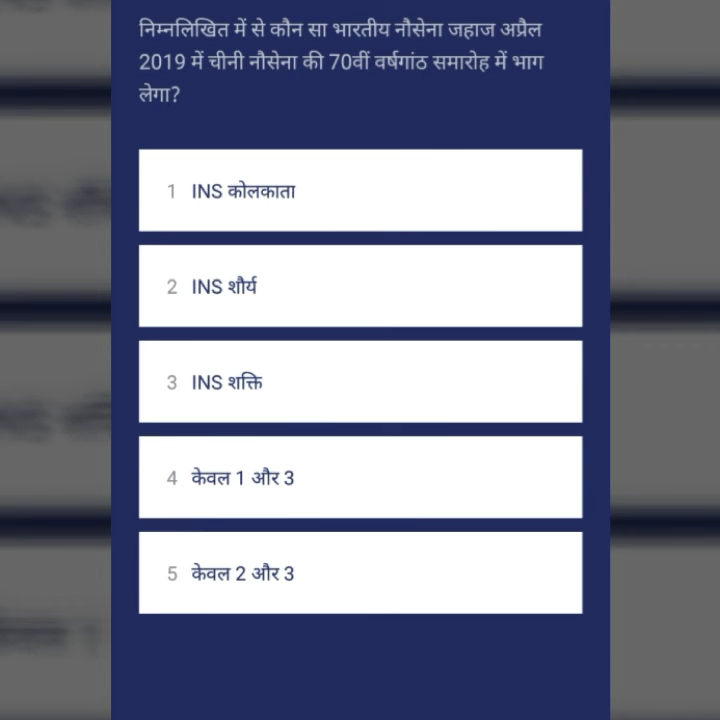 निम्नलिखित में से कौन सा भारतीय नौसेना जहाज अप्रैल
2019 में चीनी नौसेना की 70वीं वर्षगांठ समारोह में भाग
लेगा?
1 INS कोलकाता
2 INS शौर्य
3 INS शक्ति
4 केवल 1 और 3
5 केवल 2 और 3